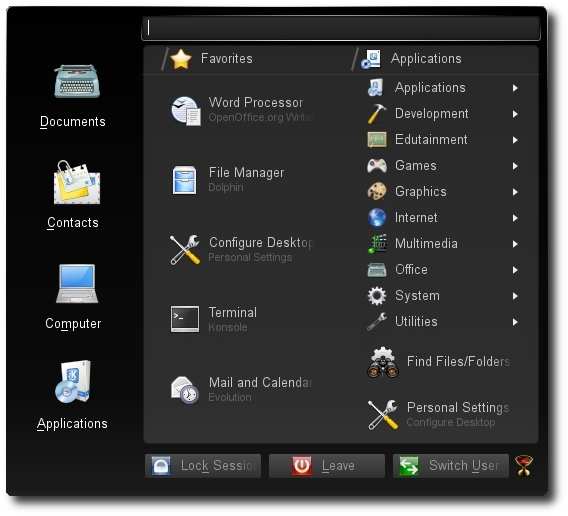 Documents
Contacts
Computer
Applications
Favorites
Word Processor
OpenOffice.org Write
File Manager
Dolphin
Configure Desktop
Personal Settings
Terminal
Konsole
Mail and Calendar
Evolution
Applications
Applications
Development
Edutainment
Games
Graphics
Internet
Multimedia
Office
System
Utilities
Find Files/Folders
Personal Settings
Configure Desktop
Lock Sessio
Leave
Switch User